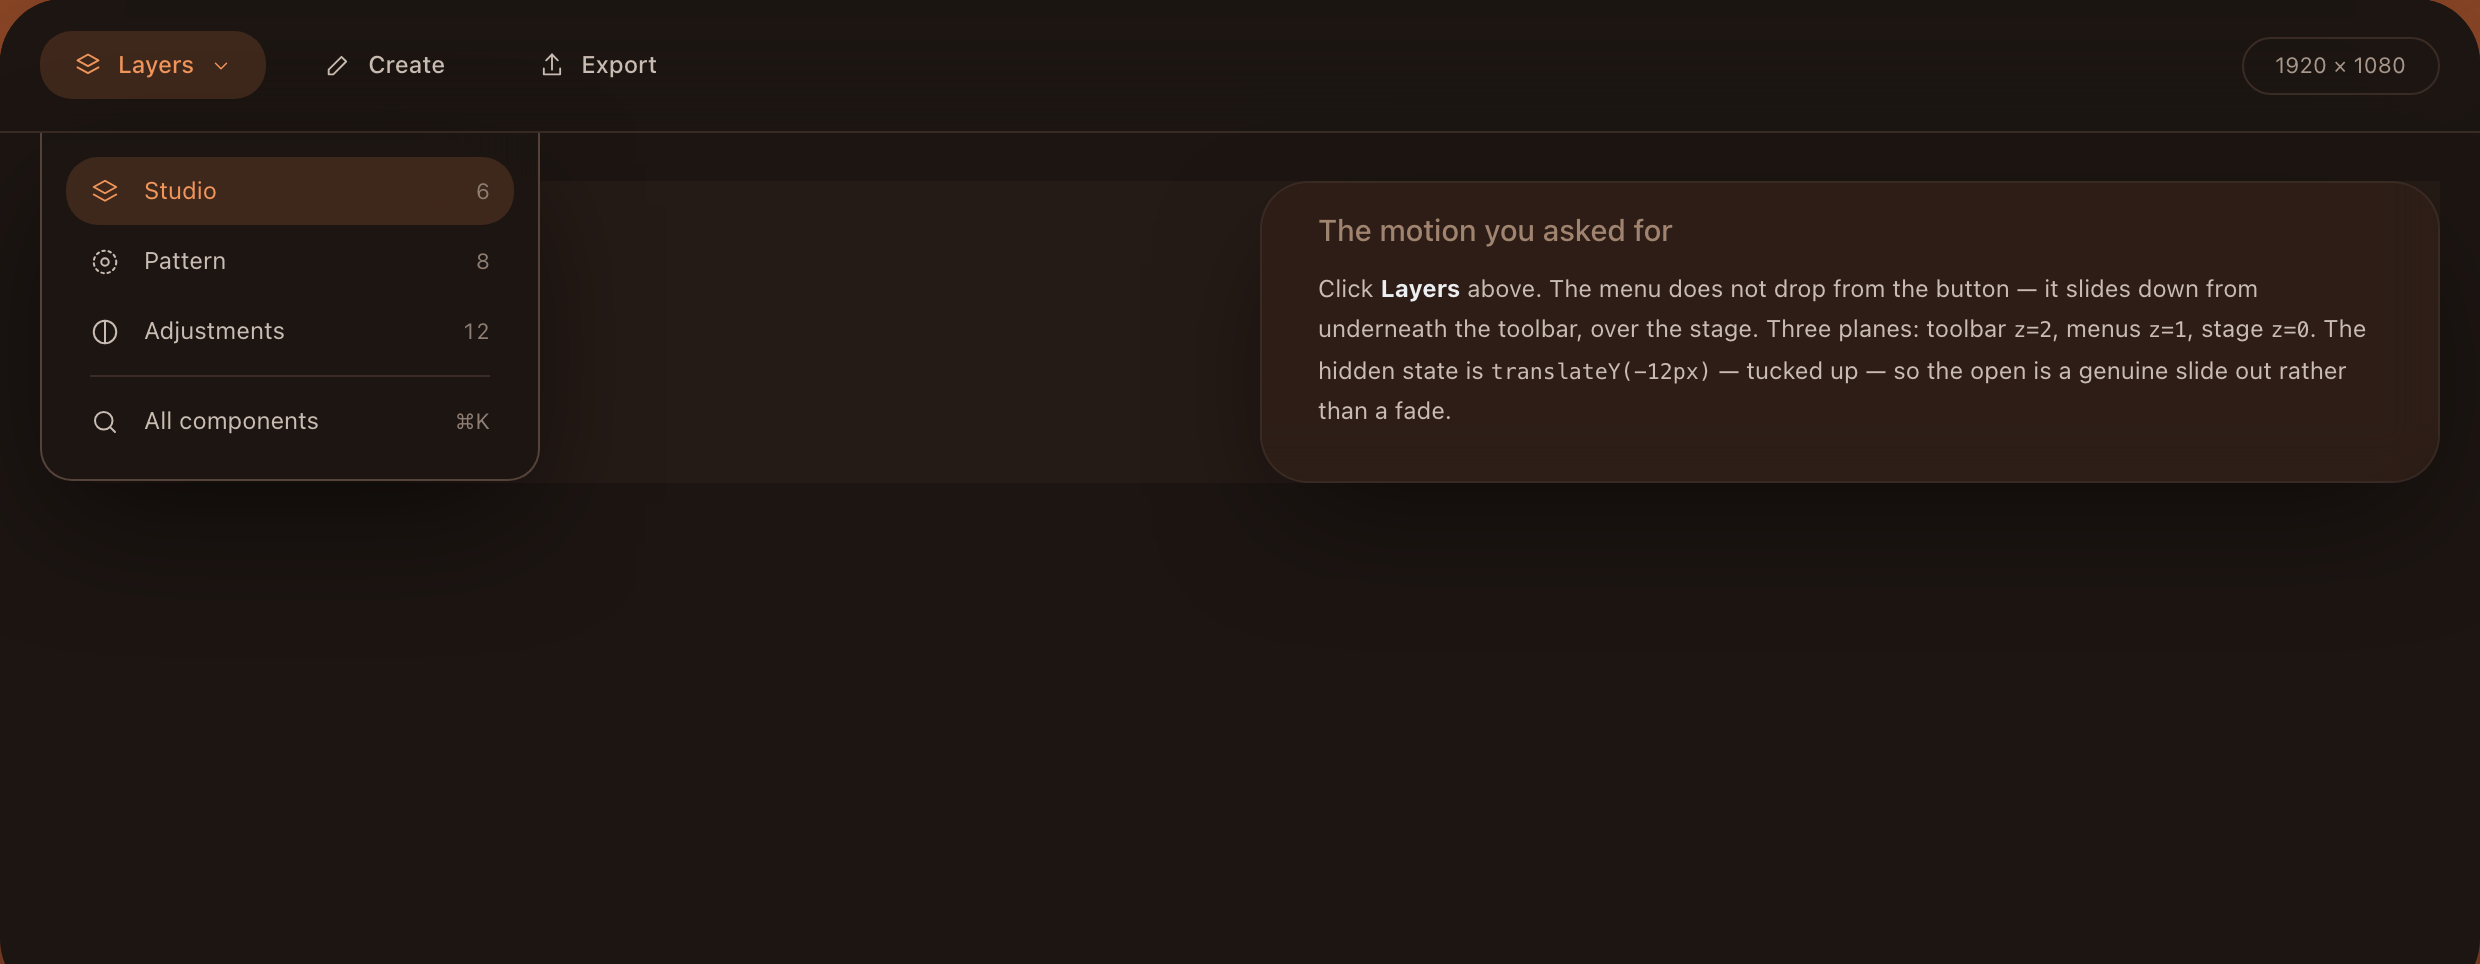 Layers
Create
Export
1920 × 1080
Studio 6
Pattern 8
Adjustments 12
All components ⌘K
The motion you asked for
Click Layers above. The menu does not drop from the button — it slides down from
underneath the toolbar, over the stage. Three planes: toolbar z=2, menus z=1, stage z=0. The
hidden state is translateY(−12px) — tucked up — so the open is a genuine slide out rather
than a fade.